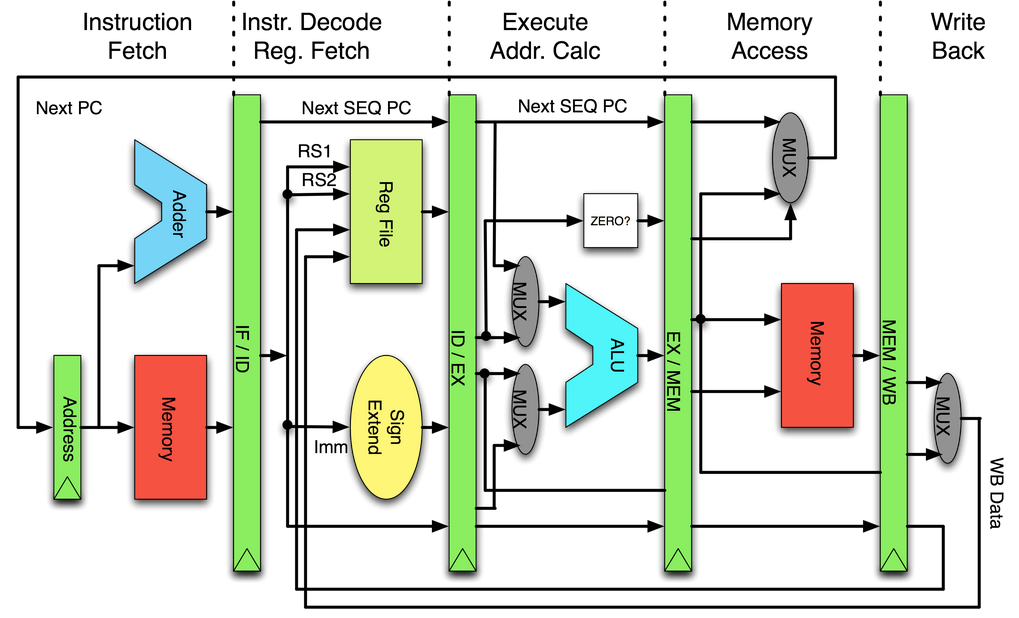 Instruction
Fetch
Instr. Decode
Reg. Fetch
Execute
Addr. Calc
Memory
Access
Write
Back
Next PC
Next SEQ PC
Next SEQ PC
MUX
RS1
RS2
Reg File
Adder
ZERO?
MUX
ALU
IF / ID
ID / EX
EX / MEM
MEM / WB
Memory
Address
Memory
Sign
Extend
Imm
MUX
MUX
WB Data